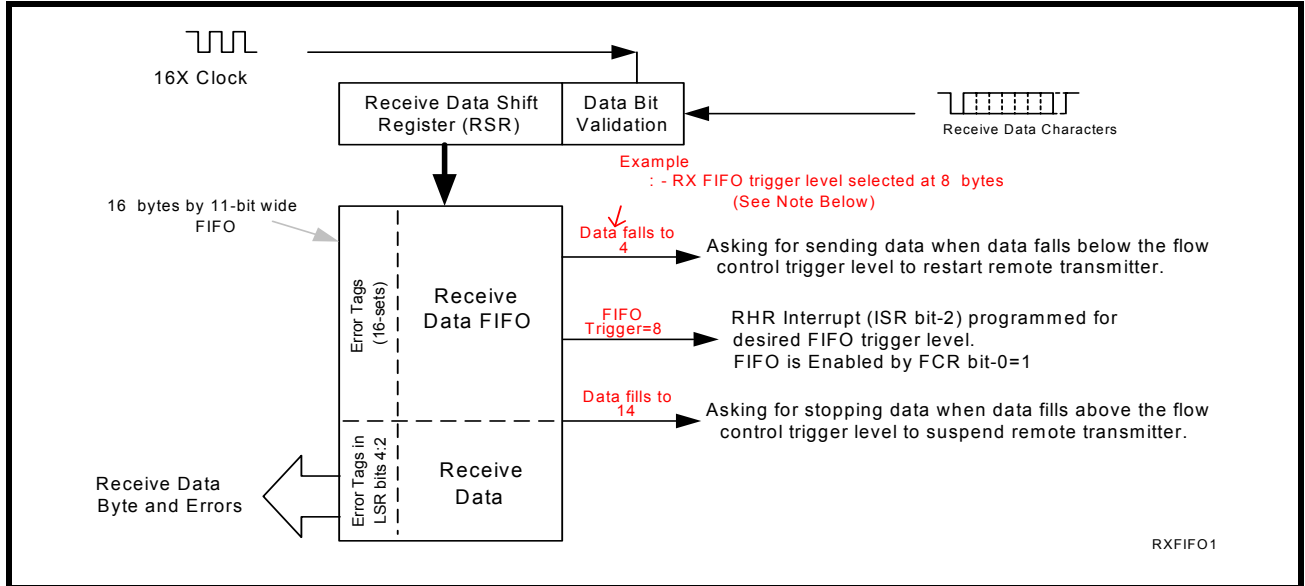 16X Clock
Receive Data Shift
Register (RSR)
Data Bit
Validation
Receive Data Characters
Example
: - RX FIFO trigger level selected at 8 bytes
(See Note Below)
16 bytes by 11-bit wide
FIFO
Error Tags
(16-sets)
Receive
Data FIFO
Data falls to
4
Asking for sending data when data falls below the flow
control trigger level to restart remote transmitter.
FIFO
Trigger=8
RHR Interrupt (ISR bit-2) programmed for
desired FIFO trigger level.
FIFO is Enabled by FCR bit-0=1
Data fills to
14
Asking for stopping data when data fills above the flow
control trigger level to suspend remote transmitter.
Error Tags in
LSR bits 4:2
Receive
Data
Receive Data
Byte and Errors
RXFIFO1